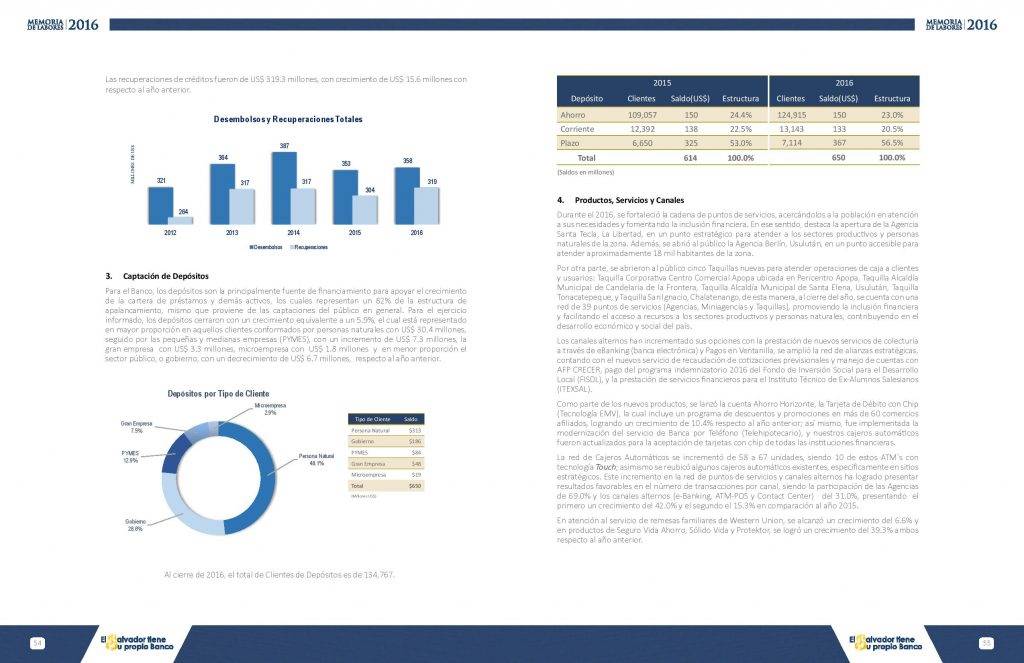 MEMORIA
DE LABORES 2016
Las recuperaciones de créditos fueron de US$ 319.3 millones, con crecimiento de US$ 15.6 millones con
respecto al año anterior.
Desembolsos y Recuperaciones Totales
MILLONES DE US$
321 264 364 317 387 317 353 304 358 319
2012 2013 2014 2015 2016
Desembolsos Recuperaciones
3. Captación de Depósitos
Para el Banco, los depósitos son la principalmente fuente de financiamiento para apoyar el crecimiento
de la cartera de préstamos y demás activos, los cuales representan un 62% de la estructura de
apalancamiento, mismo que proviene de las captaciones del público en general. Para el ejercicio
informado, los depósitos cerraron con un crecimiento equivalente a un 5.9%, el cual está representado
en mayor proporción en aquellos clientes conformados por personas naturales con US$ 30.4 millones,
seguido por las pequeñas y medianas empresas (PYMES), con un incremento de US$ 7.3 millones, la
gran empresa con US$ 3.3 millones, microempresa con US$ 1.8 millones y en menor proporción el
sector público, o gobierno, con un decrecimiento de US$ 6.7 millones, respecto al año anterior.
Depósitos por Tipo de Cliente
Microempresa
2.9%
Gran Empresa
7.5%
PYMES
12.9%
Persona Natural
48.1%
Gobierno
28.6%
Tipo de Cliente Saldo
Persona Natural $313
Gobierno $186
PYMES $84
Gran Empresa $48
Microempresa $19
Total $650
(Millones US$)
Al cierre de 2016, el total de Clientes de Depósitos es de 134,767.
54
El Salvador tiene
su propio Banco
MEMORIA
DE LABORES 2016
2015 2016
Depósito Clientes Saldo(US$) Estructura Clientes Saldo(US$) Estructura
Ahorro 109,057 150 24.4% 124,915 150 23.0%
Corriente 12,392 138 22.5% 13,143 133 20.5%
Plazo 6,650 325 53.0% 7,114 367 56.5%
Total 614 100.0% 650 100.0%
(Saldos en millones)
4. Productos, Servicios y Canales
Durante el 2016, se fortaleció la cadena de puntos de servicios, acercándolos a la población en atención
a sus necesidades y fomentando la inclusión financiera. En ese sentido, destaca la apertura de la Agencia
Santa Tecla, La Libertad, en un punto estratégico para atender a los sectores productivos y personas
naturales de la zona. Además, se abrió al público la Agencia Berlín, Usulután, en un punto accesible para
atender aproximadamente 18 mil habitantes de la zona.
Por otra parte, se abrieron al público cinco Taquillas nuevas para atender operaciones de caja a clientes
y usuarios: Taquilla Corporativa Centro Comercial Apopa ubicada en Pericentro Apopa, Taquilla Alcaldía
Municipal de Candelaria de la Frontera, Taquilla Alcaldía Municipal de Santa Elena, Usulután, Taquilla
Tonacatepeque, y Taquilla San Ignacio, Chalatenango, de esta manera, al cierre del año, se cuenta con una
red de 39 puntos de servicios (Agencias, Miniagencias y Taquillas), promoviendo la inclusión financiera
y facilitando el acceso a recursos a los sectores productivos y personas naturales, contribuyendo en el
desarrollo económico y social del país.
Los canales alternos han incrementado sus opciones con la prestación de nuevos servicios de colecturía
a través de eBanking (banca electrónica) y Pagos en Ventanilla, se amplió la red de alianzas estratégicas,
contando con el nuevo servicio de recaudación de cotizaciones previsionales y manejo de cuentas con
AFP CRECER, pago del programa indemnizatorio 2016 del Fondo de Inversión Social para el Desarrollo
Local (FISDL), y la prestación de servicios financieros para el Instituto Técnico de Ex-Alumnos Salesianos
(ITEXSAL).
Como parte de los nuevos productos, se lanzó la cuenta Ahorro Horizonte, la Tarjeta de Débito con Chip
(Tecnología EMV), la cual incluye un programa de descuentos y promociones en más de 60 comercios
afiliados, logrando un crecimiento de 10.4% respecto al año anterior; así mismo, fue implementada la
modernización del servicio de Banca por Teléfono (Telehipotecario), y nuestros cajeros automáticos
fueron actualizados para la aceptación de tarjetas con chip de todas las instituciones financieras.
La red de Cajeros Automáticos se incrementó de 58 a 67 unidades, siendo 10 de estos ATM´s con
tecnología Touch; asimismo se reubicó algunos cajeros automáticos existentes, específicamente en sitios
estratégicos. Este incremento en la red de puntos de servicios y canales alternos ha logrado presentar
resultados favorables en el número de transacciones por canal, siendo la participación de las Agencias
de 69.0% y los canales alternos (e-Banking, ATM-POS y Contact Center) del 31.0%, presentando el
primero un crecimiento del 42.0% y el segundo el 15.3% en comparación al año 2015.
En atención al servicio de remesas familiares de Western Union, se alcanzó un crecimiento del 6.6% y
en productos de Seguro Vida Ahorro, Sólido Vida y Protektor, se logró un crecimiento del 39.3% ambos
respecto al año anterior.
El Salvador tiene
su propio Banco
55